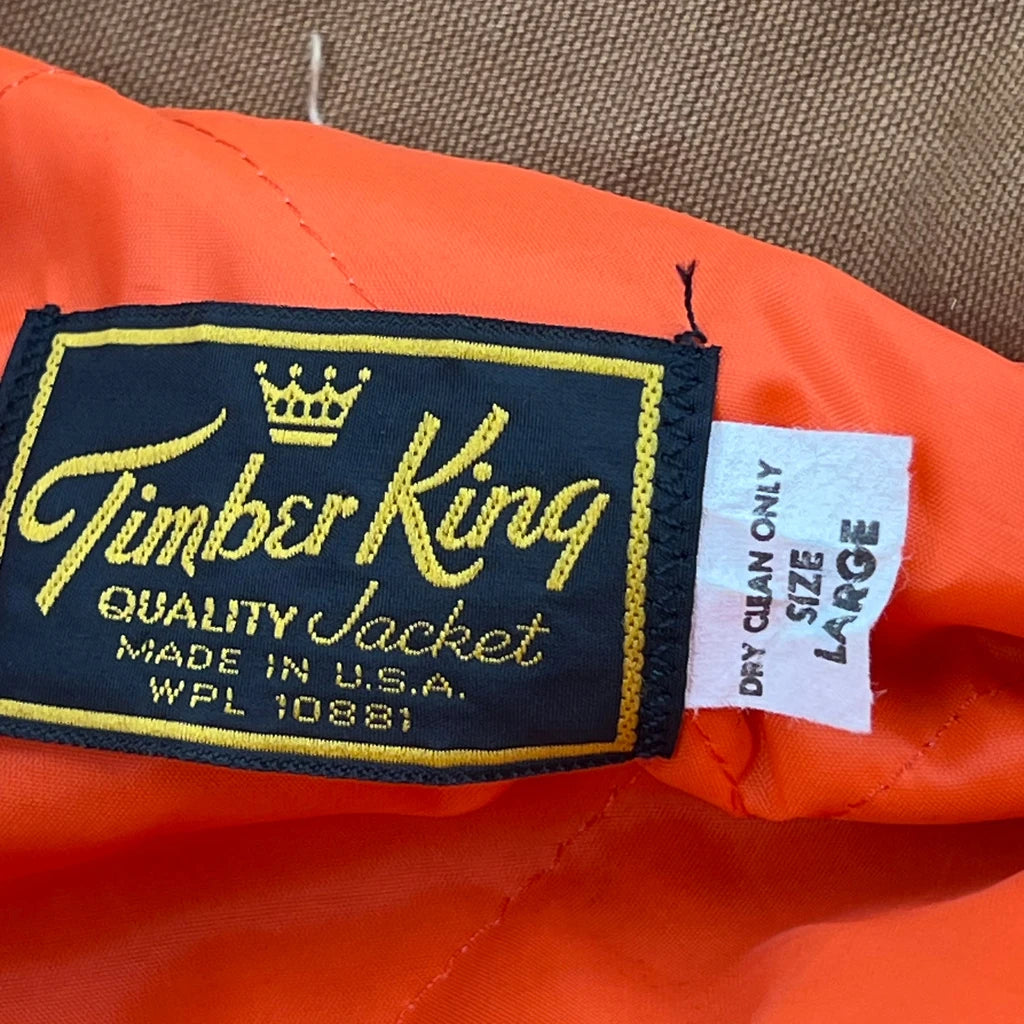 Timber King
QUALITY Jacket
MADE IN U.S.A.
WPL 10881
DRY CLEAN ONLY
SIZE
LARGE